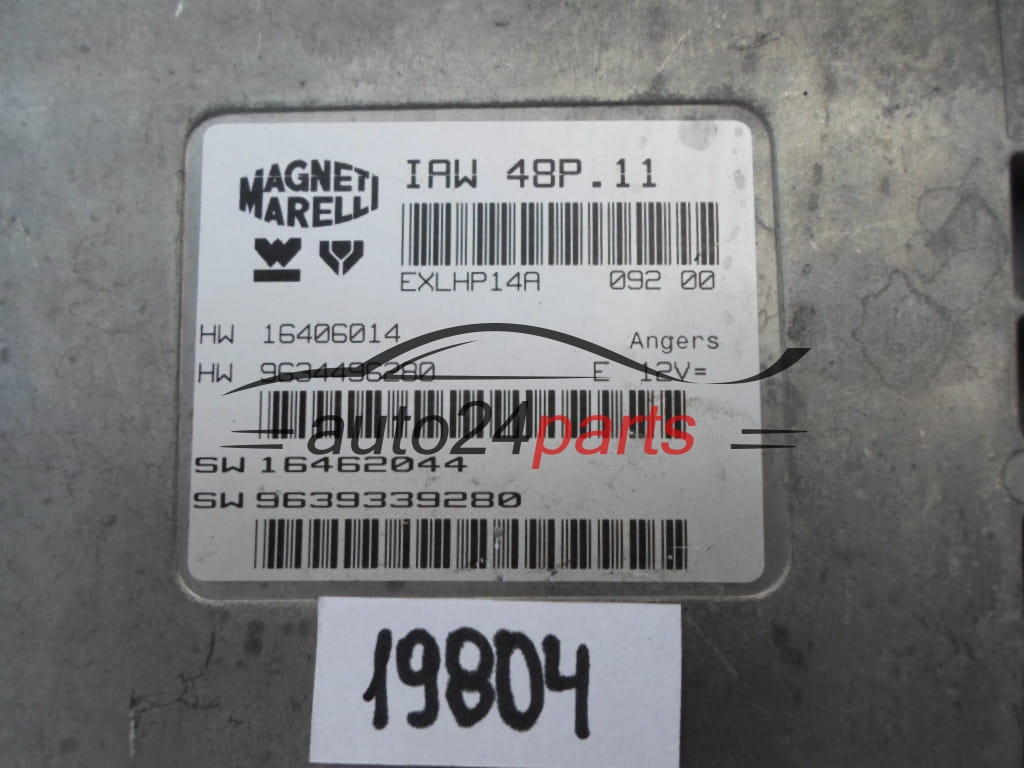 MAGNETI MARELLI
IAW 48P.11
EXLHP14A 092 00
HW 16406014 Angers
HW 9634496280 E 12V=
auto24parts
SW 16462044
SW 9639339280
19804